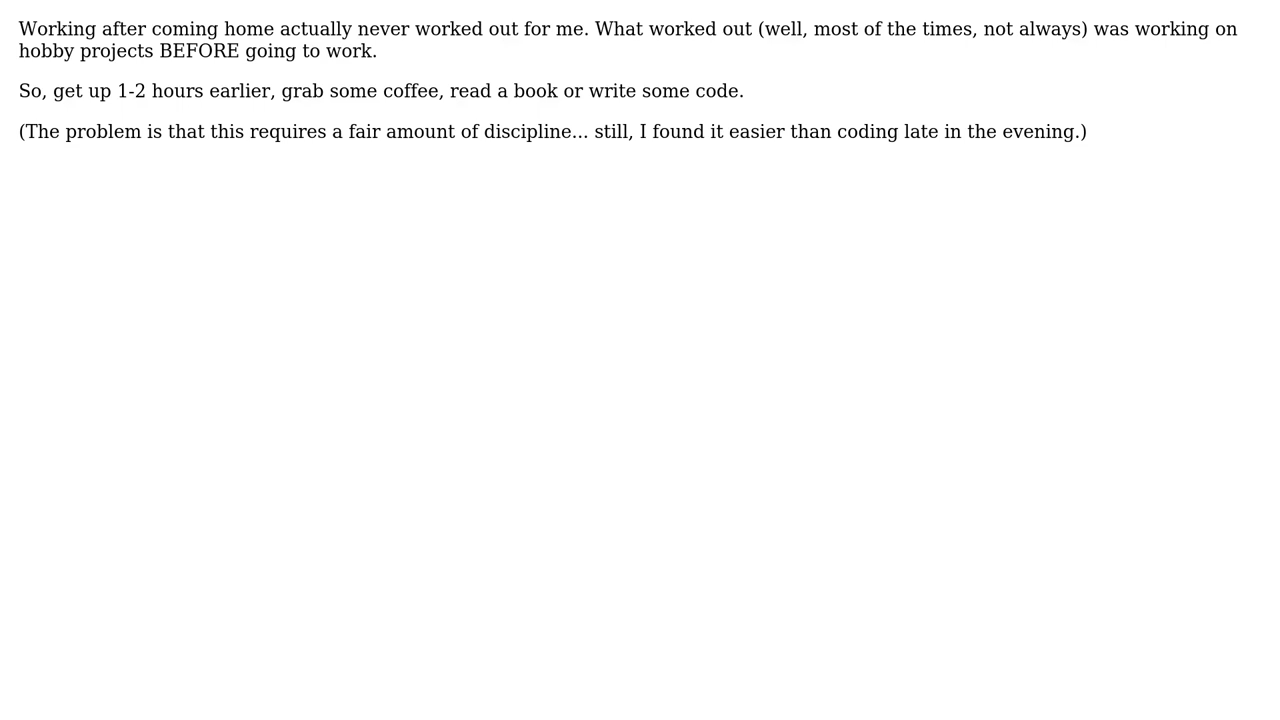 Working after coming home actually never worked out for me. What worked out (well, most of the times, not always) was working on
hobby projects BEFORE going to work.
So, get up 1-2 hours earlier, grab some coffee, read a book or write some code.
(The problem is that this requires a fair amount of discipline... still, I found it easier than coding late in the evening.)